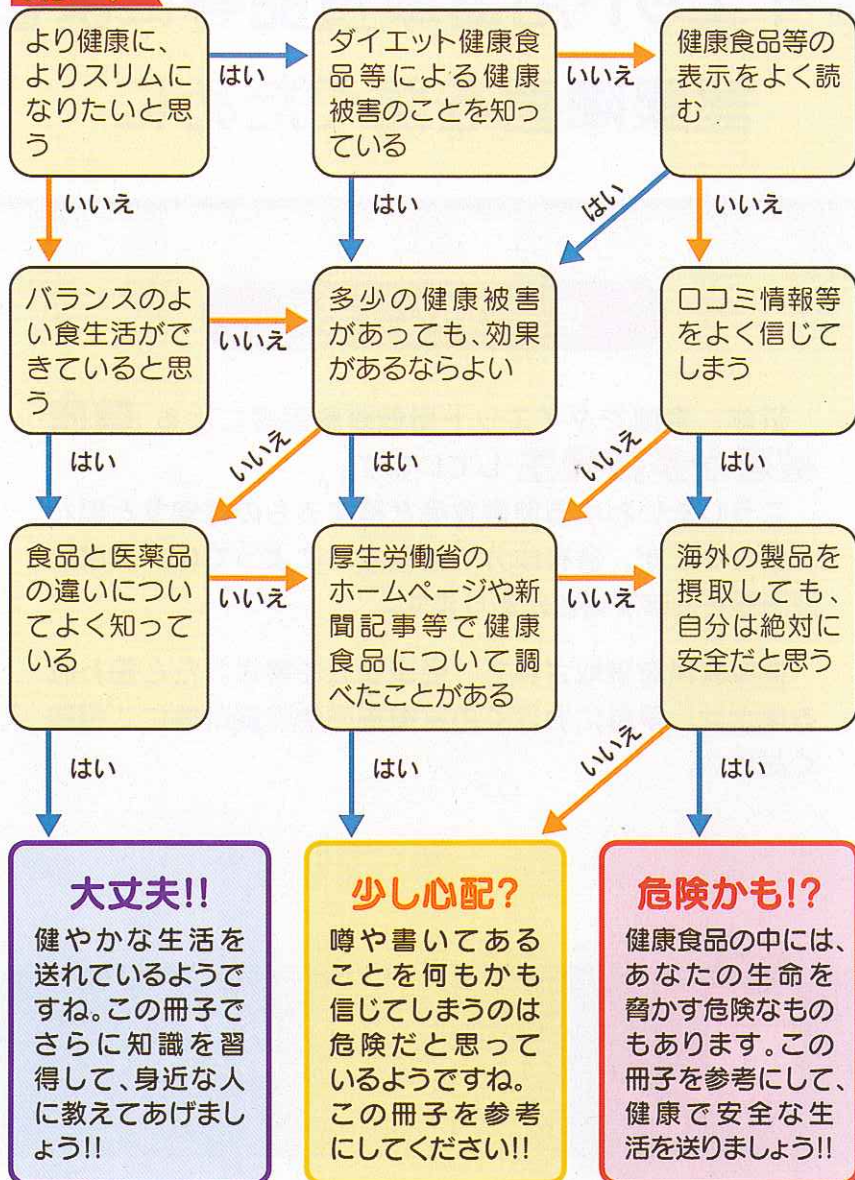 より健康に、
よりスリムに
なりたいと思
う
はい
ダイエット健康食
品等による健康
被害のことを知っ
ている
いいえ
健康食品等の
表示をよく読
む
いいえ
はい
はい
いいえ
バランスのよ
い食生活がで
きていると思
う
いいえ
多少の健康被害
があっても、効果
があるならよい
口コミ情報等
をよく信じて
しまう
はい
いいえ
はい
いいえ
はい
食品と医薬品
の違いについ
てよく知って
いる
いいえ
厚生労働省の
ホームページや新
聞記事等で健康
食品について調
べたことがある
いいえ
海外の製品を
摂取しても、
自分は絶対に
安全だと思う
はい
はい
いいえ
はい
大丈夫!!
健やかな生活を
送れているようで
すね。この冊子で
さらに知識を習
得して、身近な人
に教えてあげまし
ょう!!
少し心配?
噂や書いてある
ことを何もかも
信じてしまうのは
危険だと思って
いるようですね。
この冊子を参考
にしてください!!
危険かも!?
健康食品の中には、
あなたの生命を
脅かす危険なもの
もあります。この
冊子を参考にして、
健康で安全な生
活を送りましょう!!